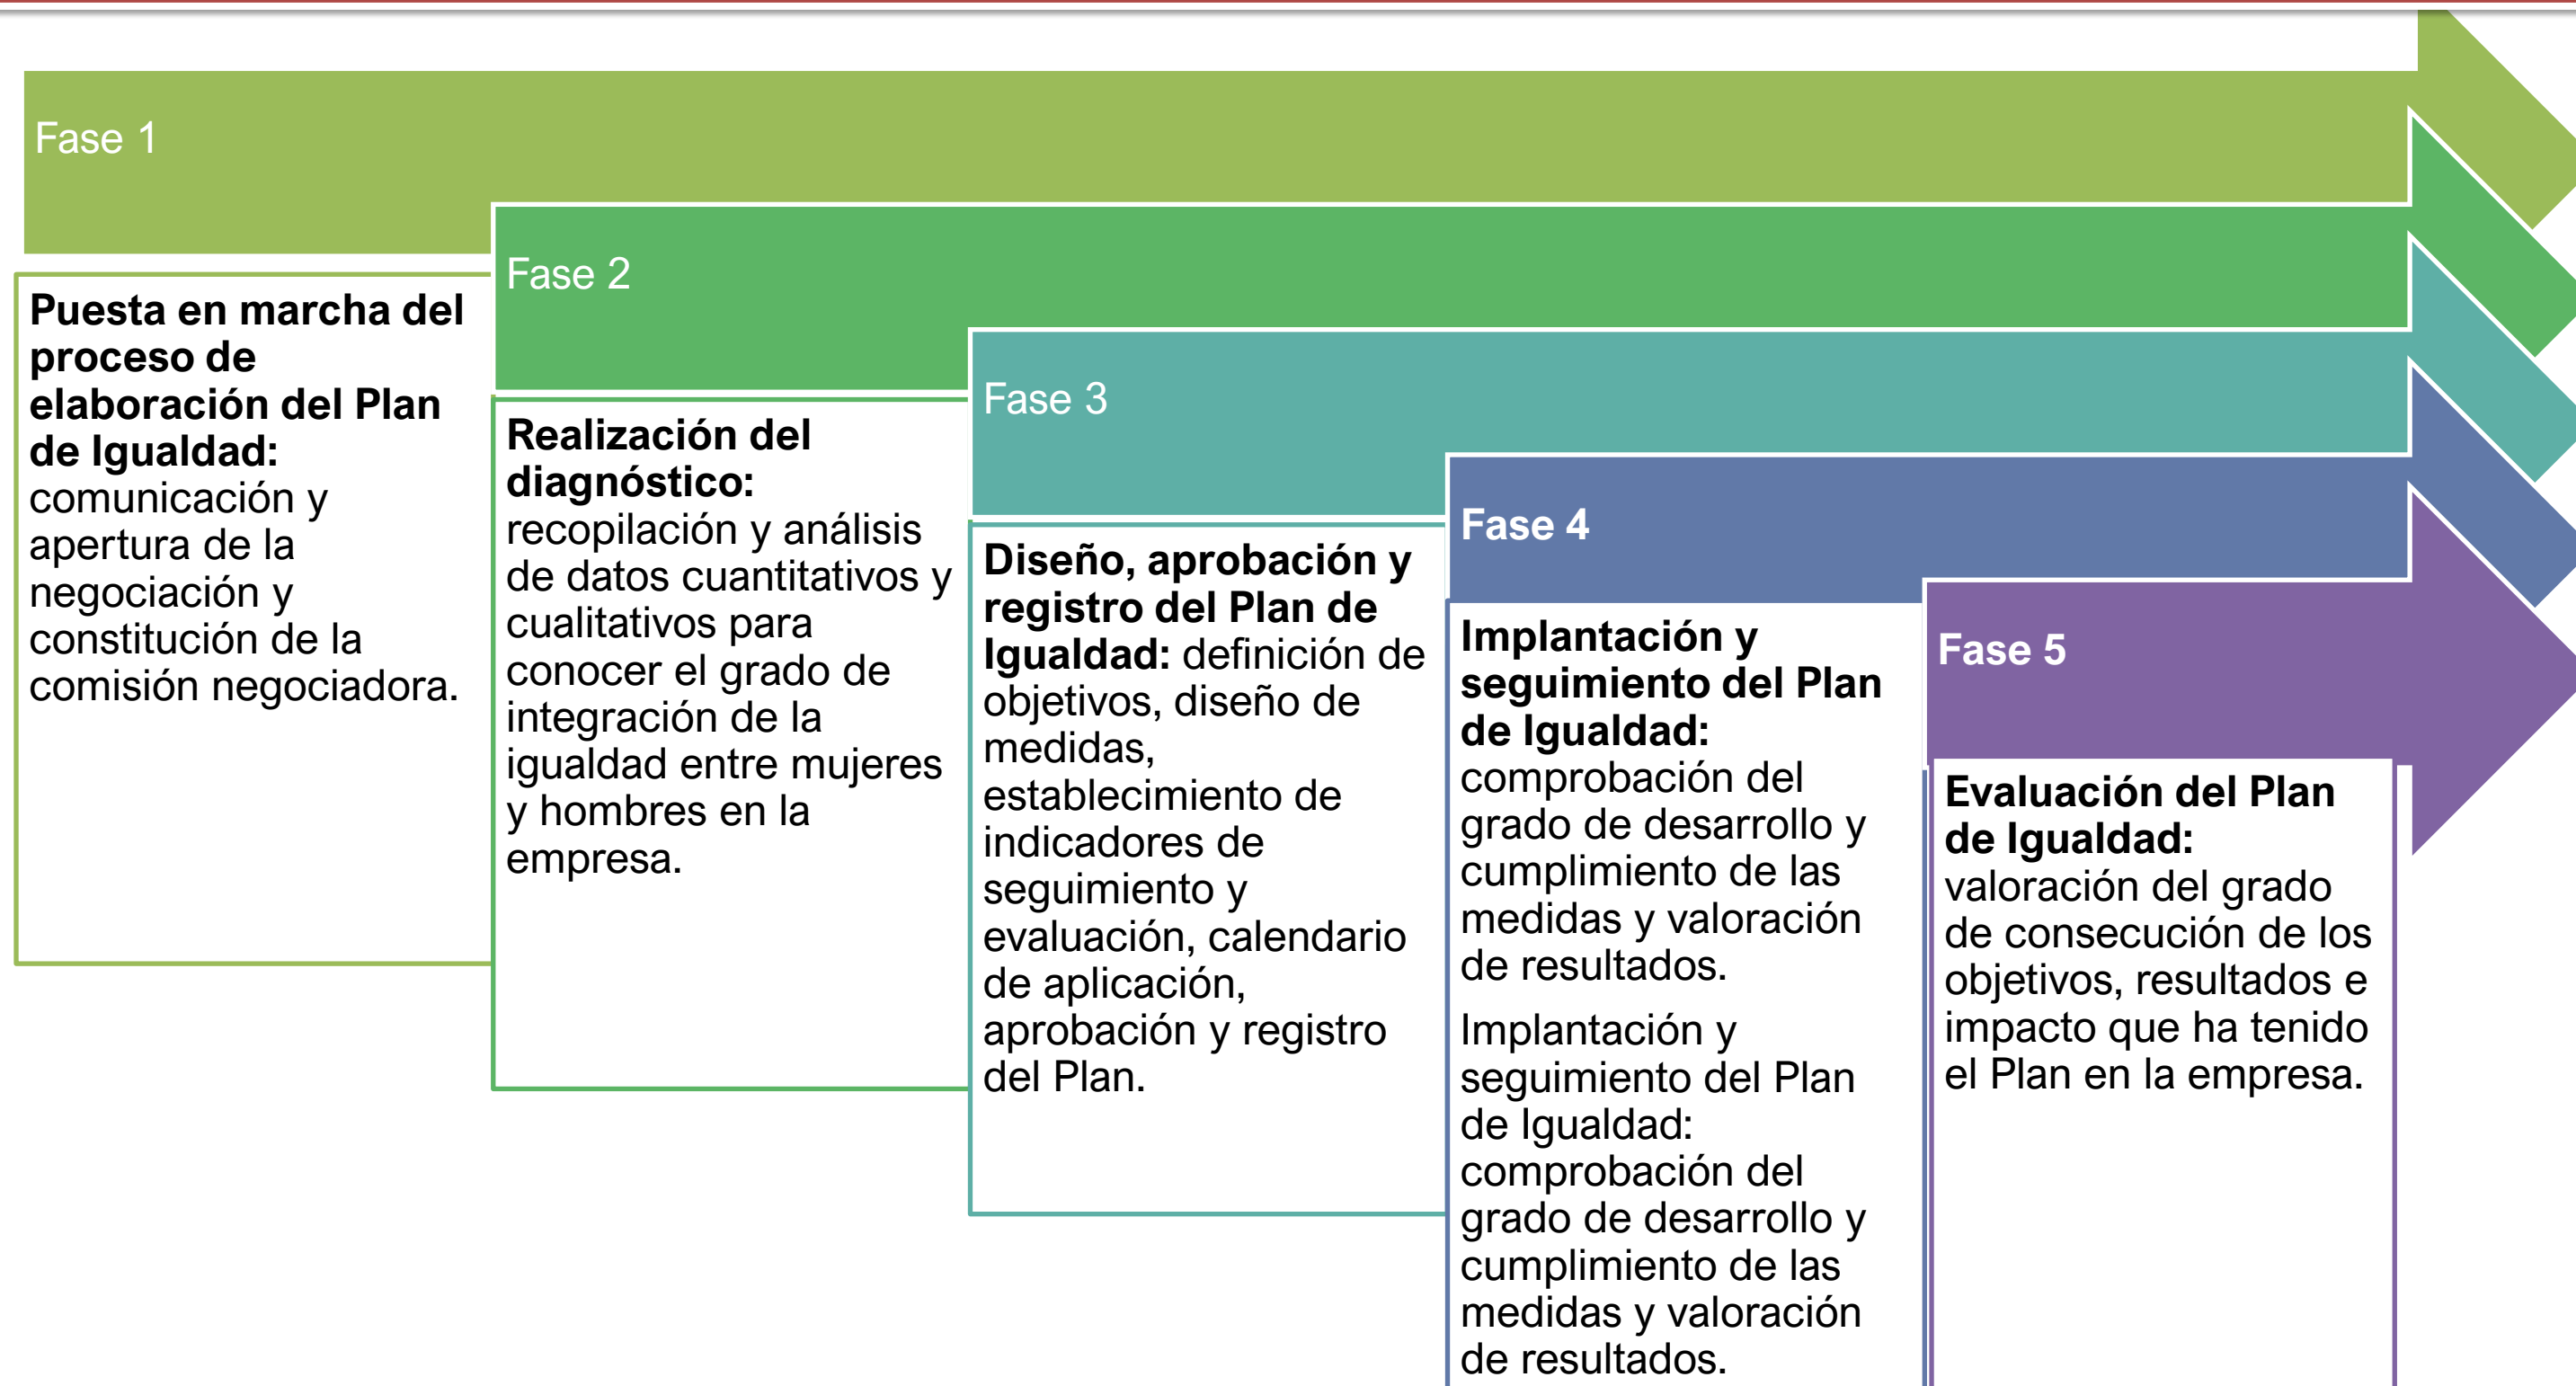 Fase 1
Puesta en marcha del
proceso de
elaboración del Plan
de Igualdad:
comunicación y
apertura de la
negociación y
constitución de la
comisión negociadora.
Fase 2
Realización del
diagnóstico:
recopilación y análisis
de datos cuantitativos y
cualitativos para
conocer el grado de
integración de la
igualdad entre mujeres
y hombres en la
empresa.
Fase 3
Diseño, aprobación y
registro del Plan de
Igualdad: definición de
objetivos, diseño de
medidas,
establecimiento de
indicadores de
seguimiento y
evaluación, calendario
de aplicación,
aprobación y registro
del Plan.
Fase 4
Implantación y
seguimiento del Plan
de Igualdad:
comprobación del
grado de desarrollo y
cumplimiento de las
medidas y valoración
de resultados.
Implantación y
seguimiento del Plan
de Igualdad:
comprobación del
grado de desarrollo y
cumplimiento de las
medidas y valoración
de resultados.
Fase 5
Evaluación del Plan
de Igualdad:
valoración del grado
de consecución de los
objetivos, resultados e
impacto que ha tenido
el Plan en la empresa.